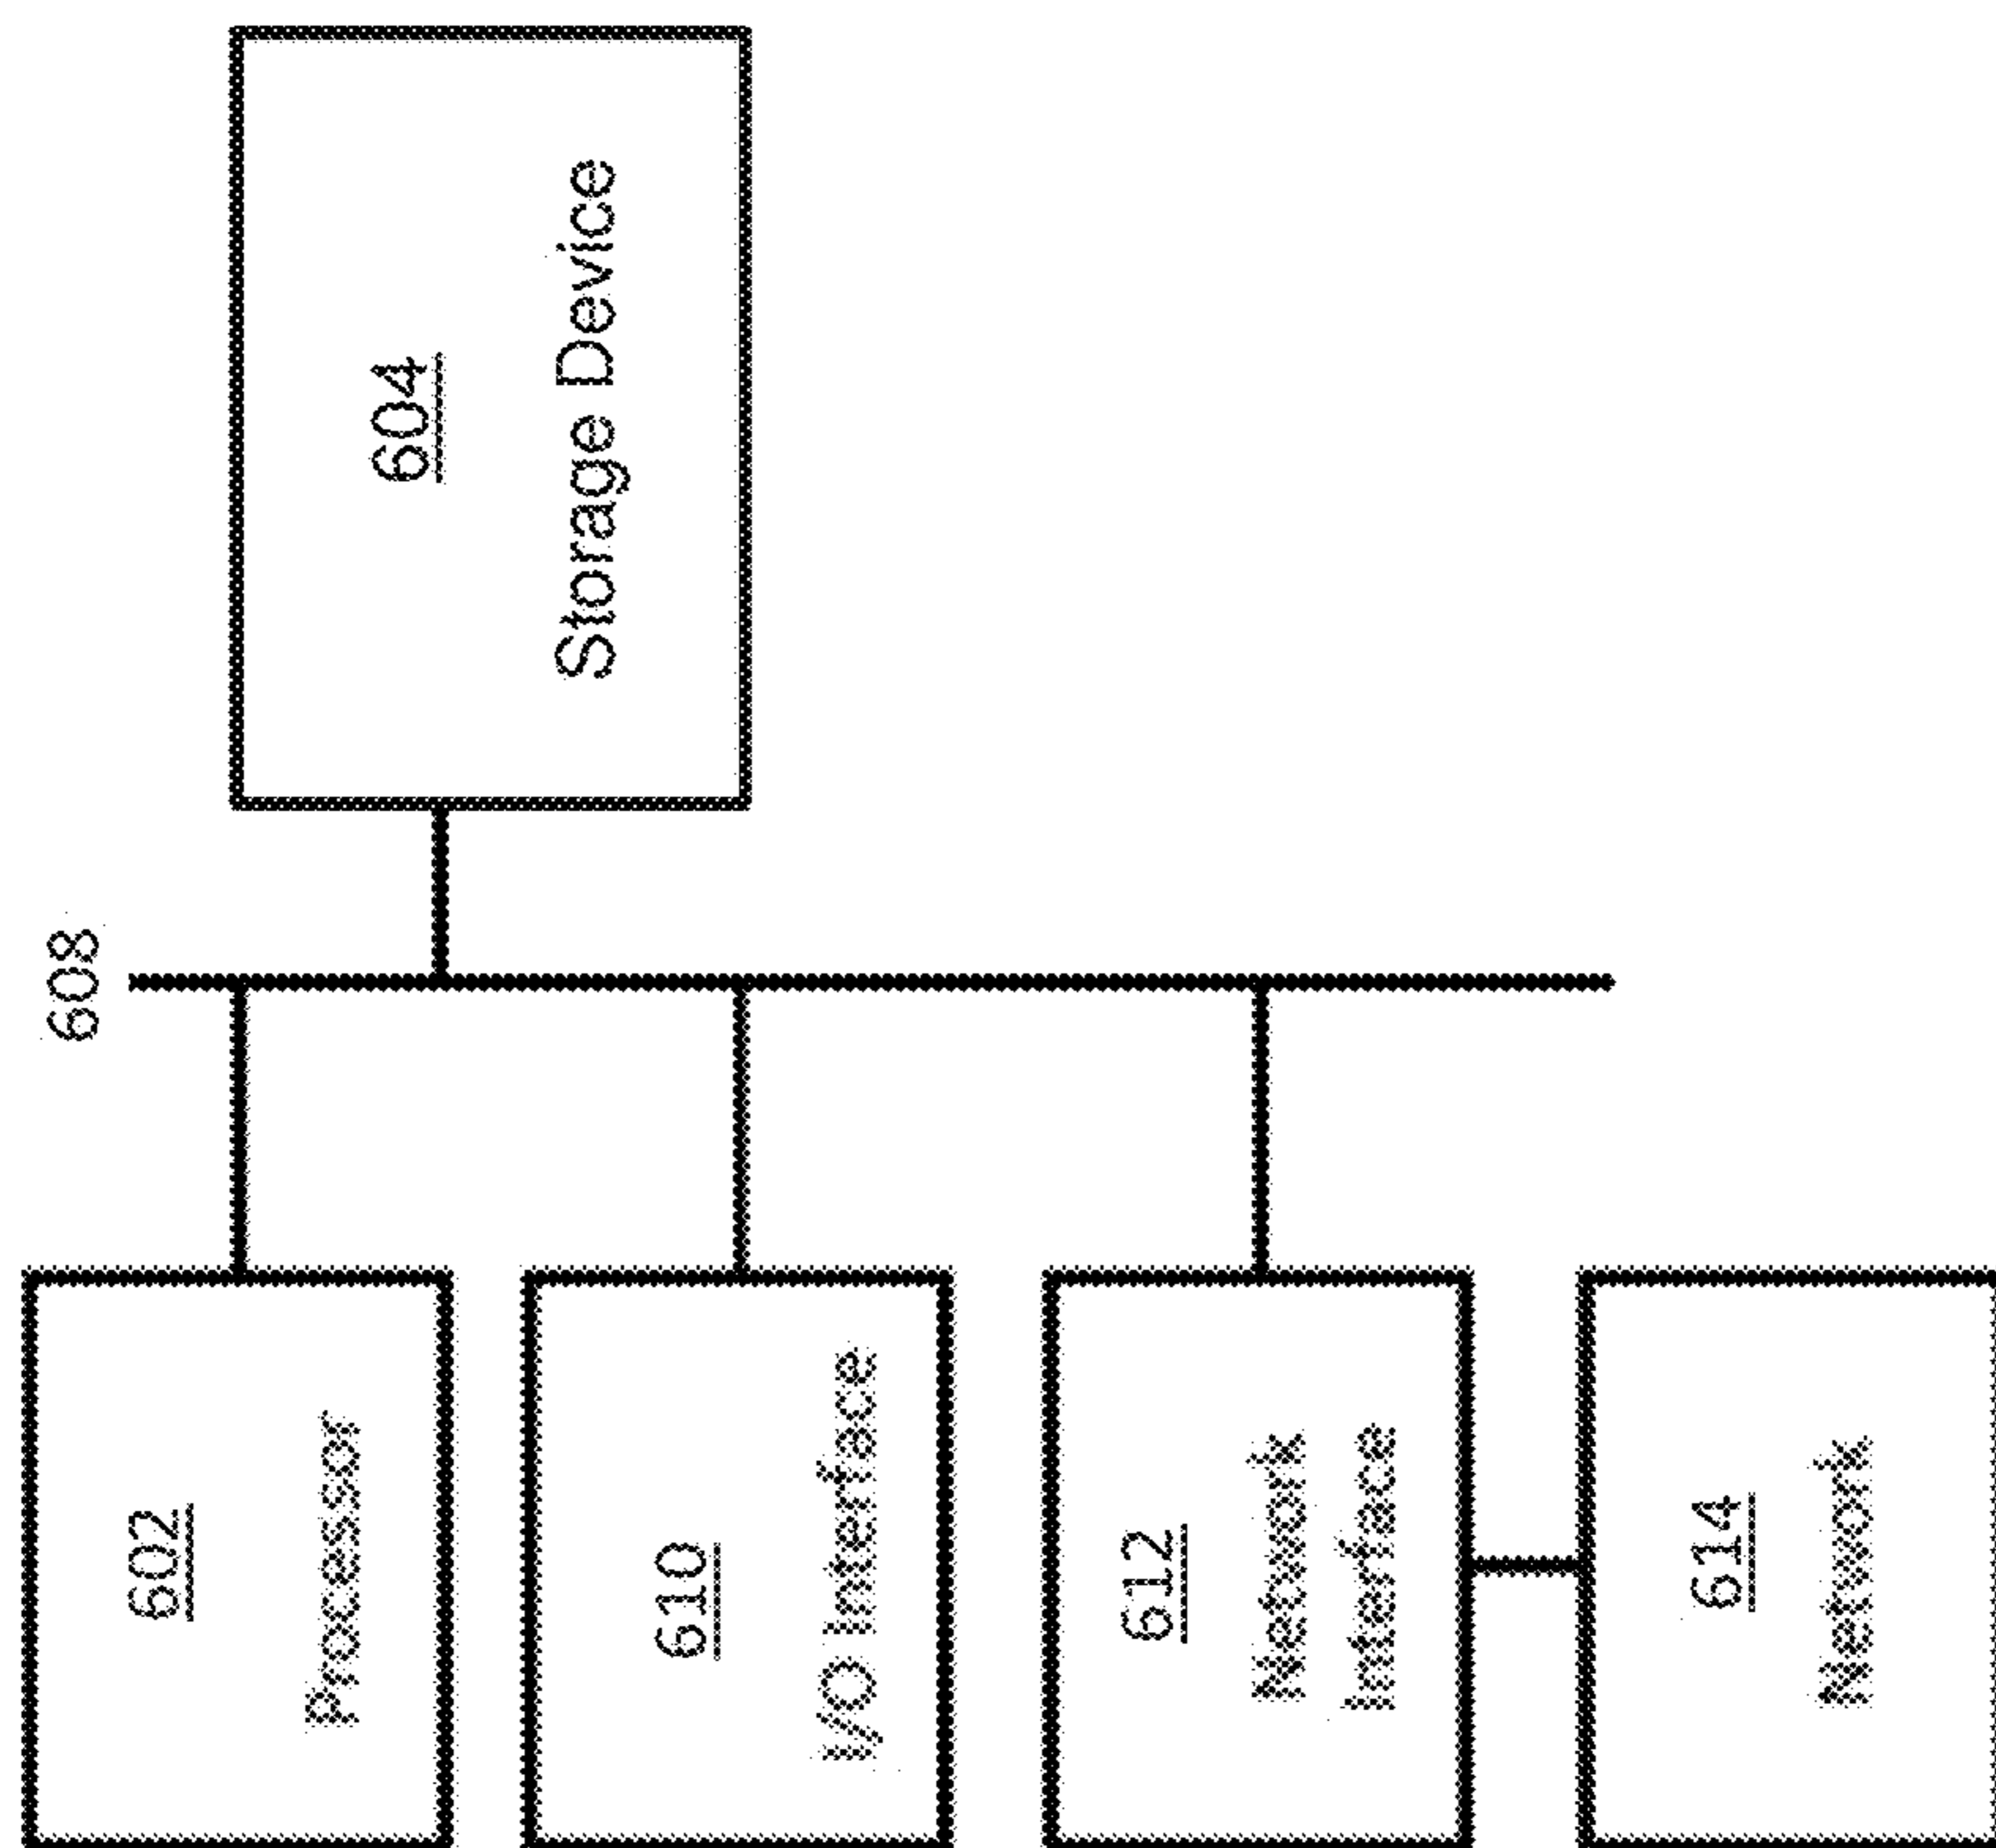 602
Processor
610
I/O Interface
612
Network
Interface
614
Network
608
604
Storage Device